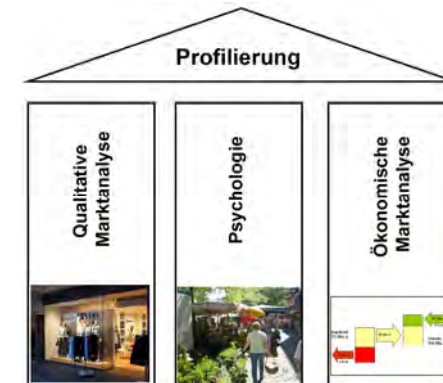 Profilierung
Qualitative
Marktanalyse
Psychologie
Ökonomische
Marktanalyse